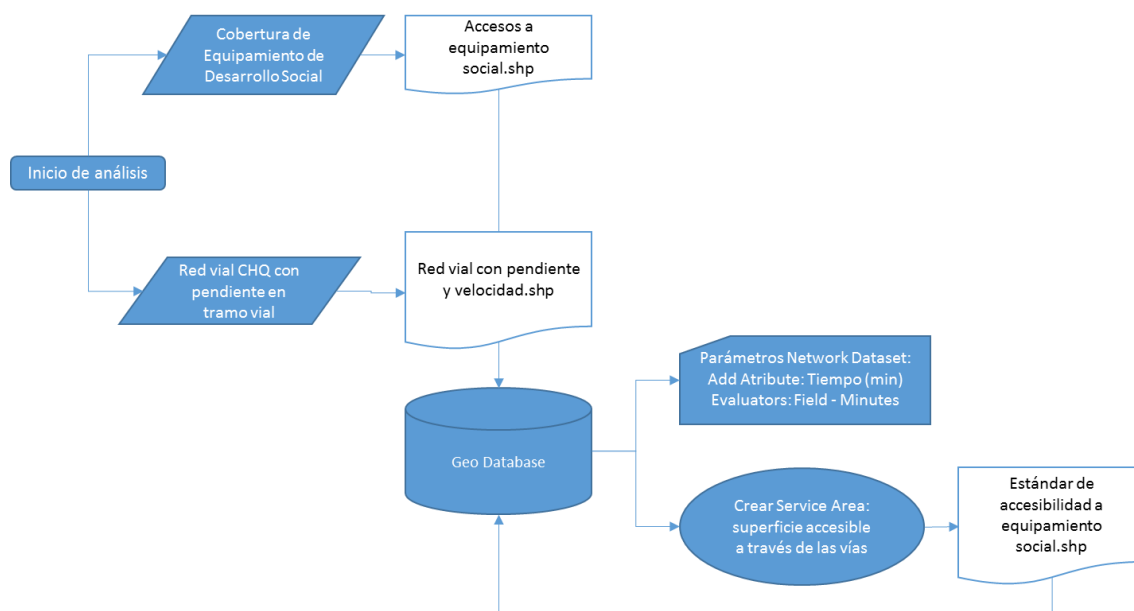 Cobertura de
Equipamiento de
Desarrollo Social
Accesos a
equipamiento
social.shp
Inicio de análisis
Red vial CHQ con
pendiente en
tramo vial
Red vial con pendiente
y velocidad.shp
Parámetros Network Dataset:
Add Atribute: Tiempo (min)
Evaluators: Field - Minutes
Geo Database
Crear Service Area:
superficie accesible
a través de las vías
Estándar de
accesibilidad a
equipamiento
social.shp